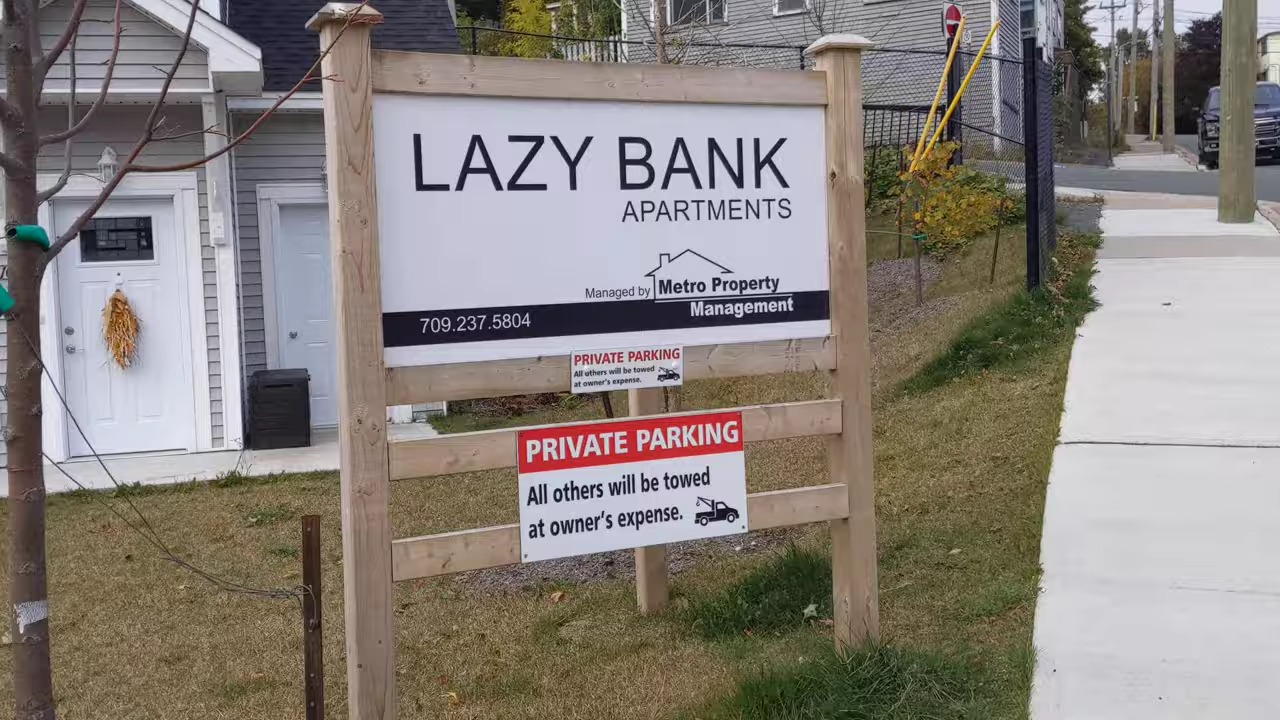 LAZY BANK
APARTMENTS
Managed by Metro Property
Management
709.237.5804
PRIVATE PARKING
All others will be towed
at owner's expense.
PRIVATE PARKING
All others will be towed
at owner's expense.